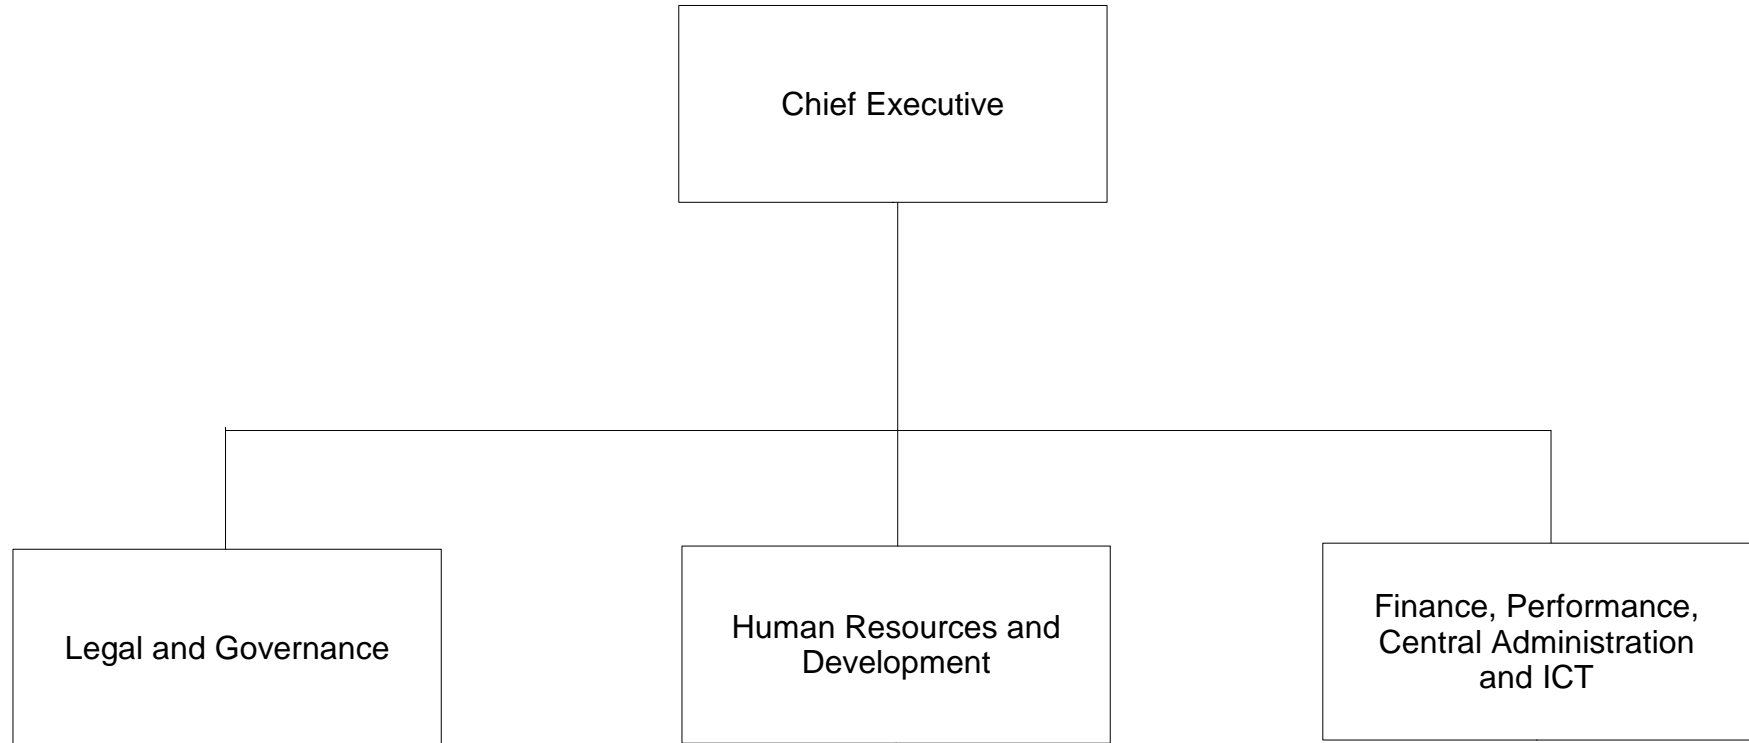 Chief Executive
Legal and Governance
Human Resources and
Development
Finance, Performance,
Central Administration
and ICT